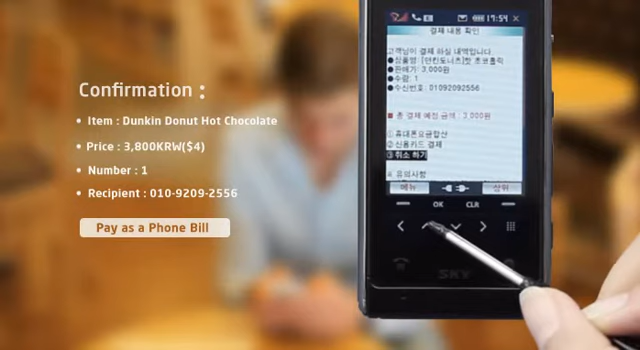 Confirmation :
• Item : Dunkin Donut Hot Chocolate
• Price : 3,800KRW($4)
• Number : 1
• Recipient : 010-9209-2556
Pay as a Phone Bill
17:54
결제 내용 확인
고객님이 결제 하실 내역입니다.
●상품명: [던킨도너츠]핫 초코홀릭
●판매가: 3,000원
●수량: 1
●수신번호: 01092092556
■ 총 결제 예정 금액: 3,000원
① 휴대폰요금합산
② 신용카드 결제
③ 취소 하기
※ 유의사항
메뉴
상위
OK
CLR
SKY